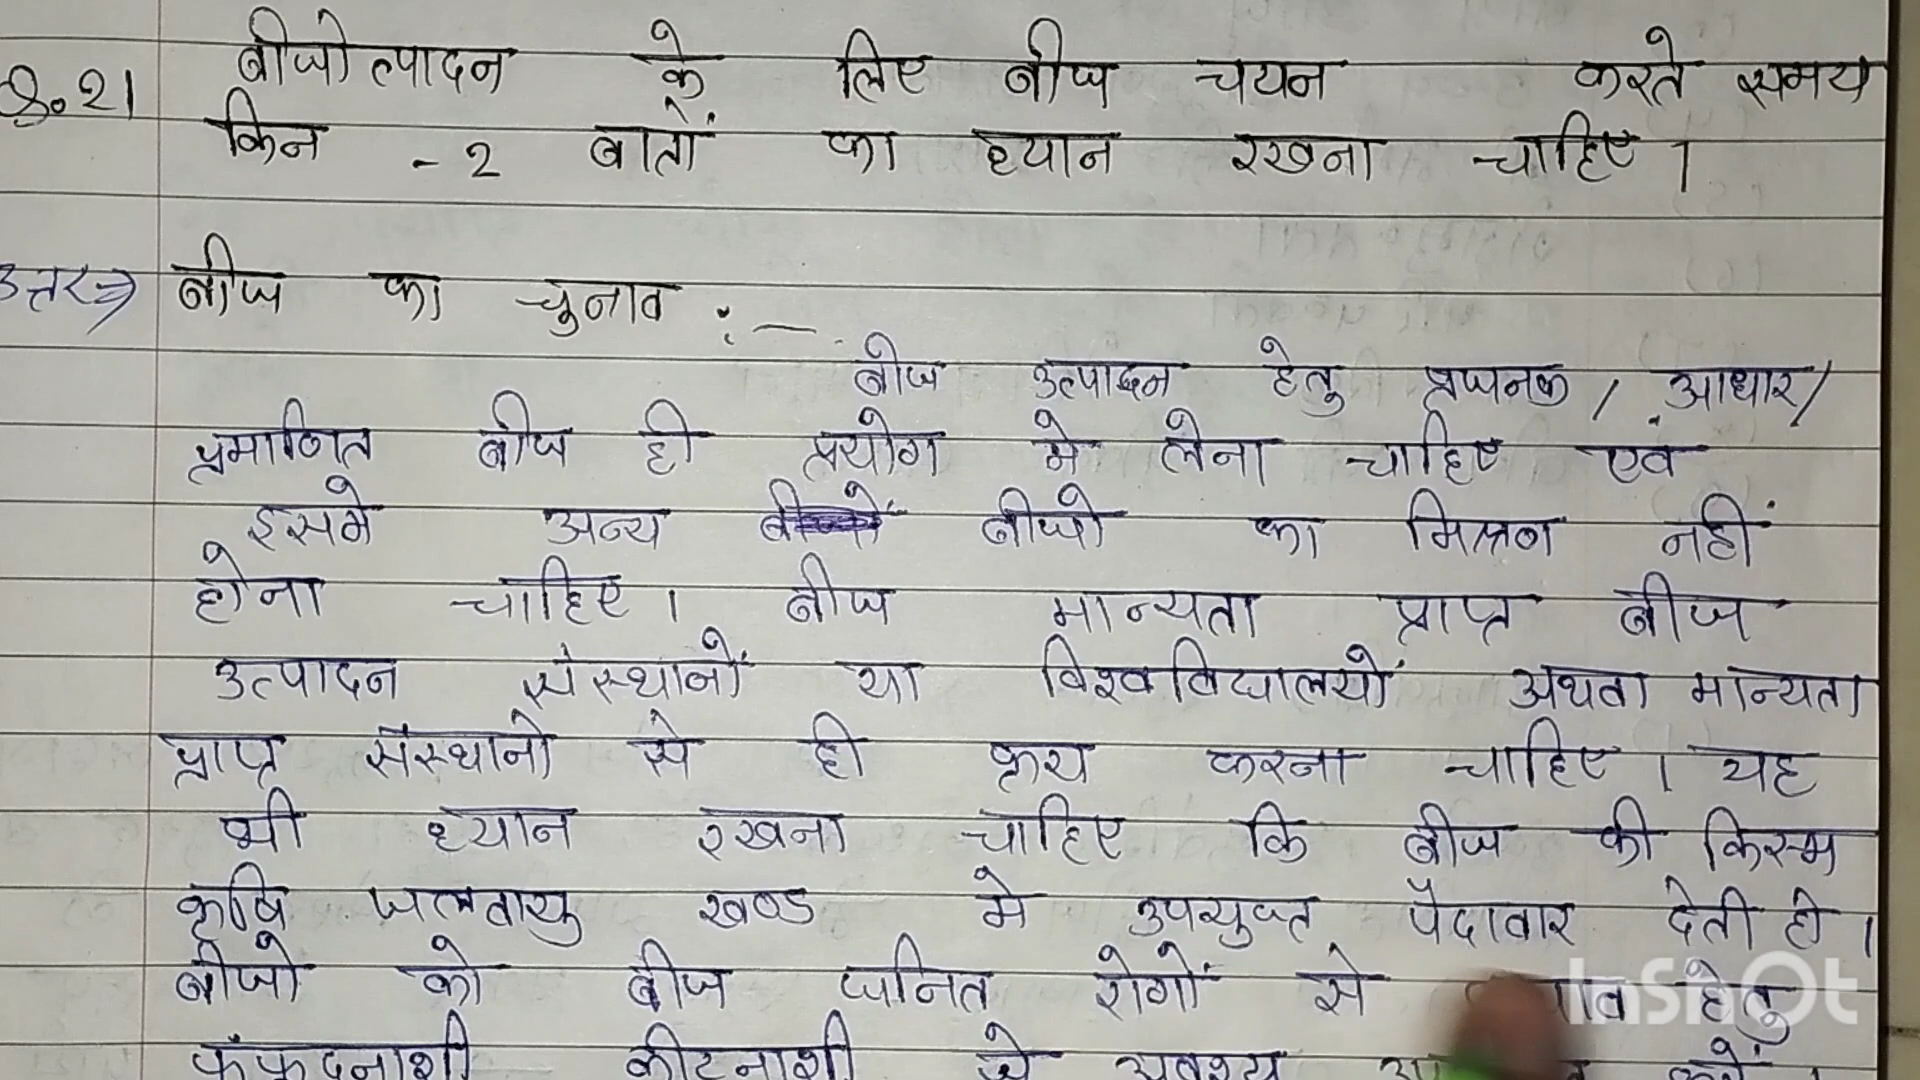 प्र.21 बीजोत्पादन के लिए बीज चयन करते समय
किन -2 बातों का ध्यान रखना चाहिए।
उत्तर⇒ बीज का चुनाव :—
बीज उत्पादन हेतु प्रजनक / आधार/
प्रमाणित बीज ही प्रयोग मे लेना चाहिए एवं
इसमे अन्य बीजो का मिश्रण नहीं
होना चाहिए। बीज मान्यता प्राप्त बीज
उत्पादन संस्थानों या विश्वविद्यालयों अथवा मान्यता
प्राप्त संस्थानो से ही क्रय करना चाहिए। यह
भी ध्यान रखना चाहिए कि बीज की किस्म
कृषि जलवायु खण्ड मे उपयुक्त पैदावार देती हो।
बीजो को बीज जनित रोगों से हेतु
फफूंदनाशी कीटनाशी से अवश्य करें।
InShOt